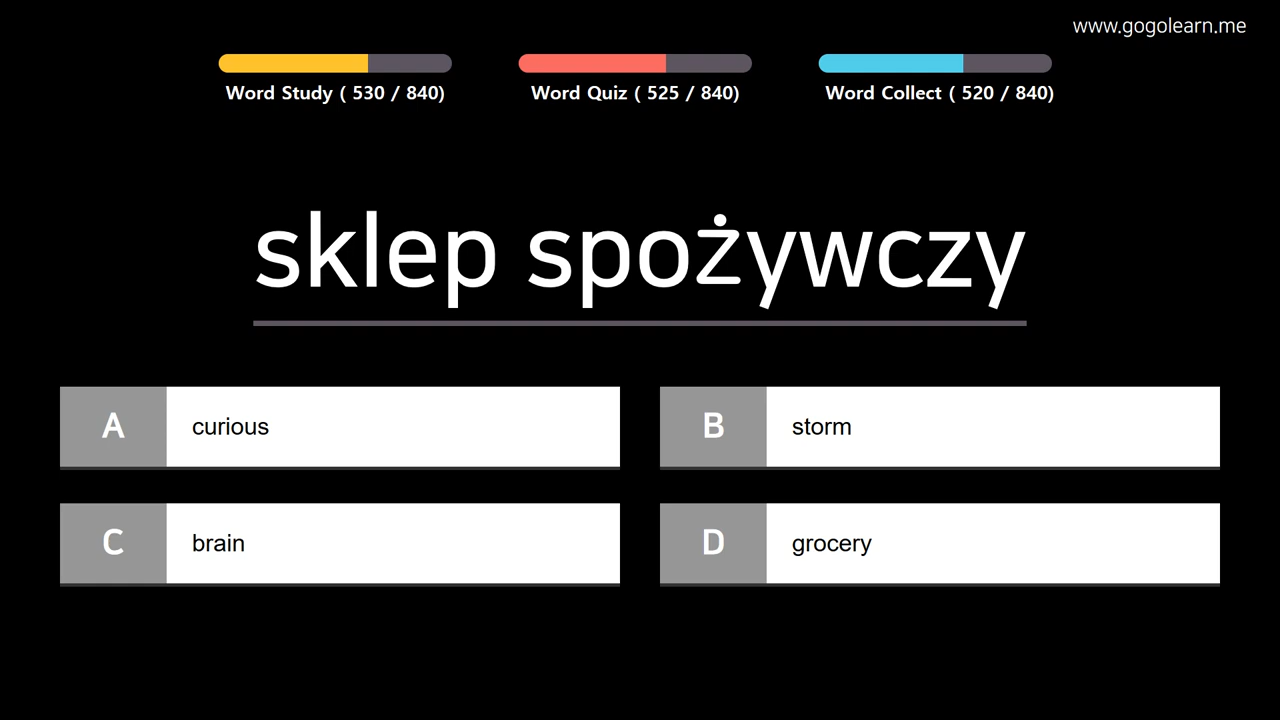 www.gogolearn.me
Word Study ( 530 / 840)
Word Quiz ( 525 / 840)
Word Collect ( 520 / 840)
sklep spożywczy
A curious
B storm
C brain
D grocery